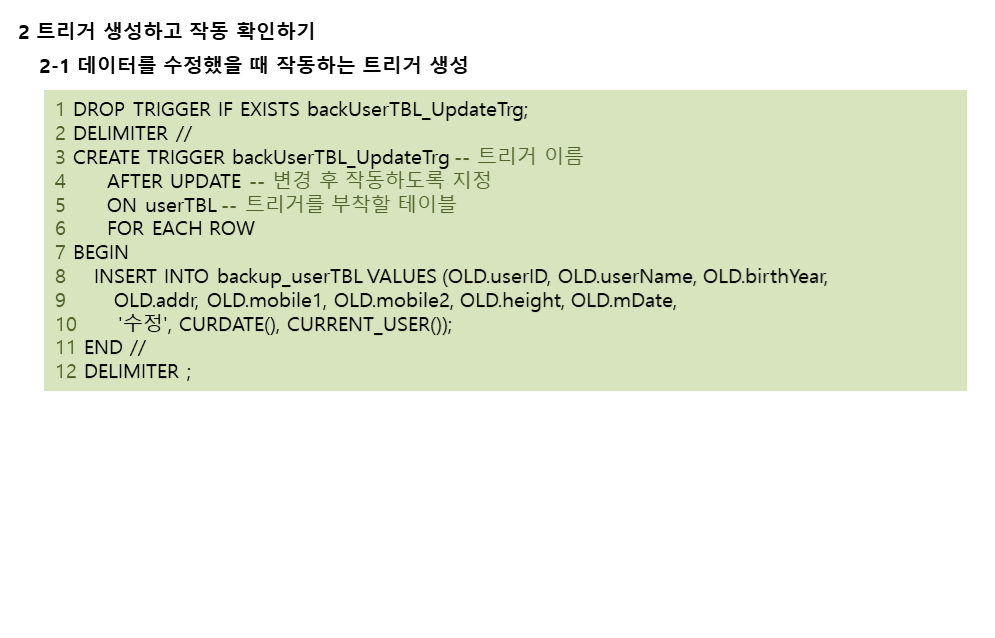 2 트리거 생성하고 작동 확인하기
2-1 데이터를 수정했을 때 작동하는 트리거 생성
1 DROP TRIGGER IF EXISTS backUserTBL_UpdateTrg;
2 DELIMITER //
3 CREATE TRIGGER backUserTBL_UpdateTrg -- 트리거 이름
4 AFTER UPDATE -- 변경 후 작동하도록 지정
5 ON userTBL -- 트리거를 부착할 테이블
6 FOR EACH ROW
7 BEGIN
8 INSERT INTO backup_userTBL VALUES (OLD.userID, OLD.userName, OLD.birthYear,
9 OLD.addr, OLD.mobile1, OLD.mobile2, OLD.height, OLD.mDate,
10 '수정', CURDATE(), CURRENT_USER());
11 END //
12 DELIMITER ;